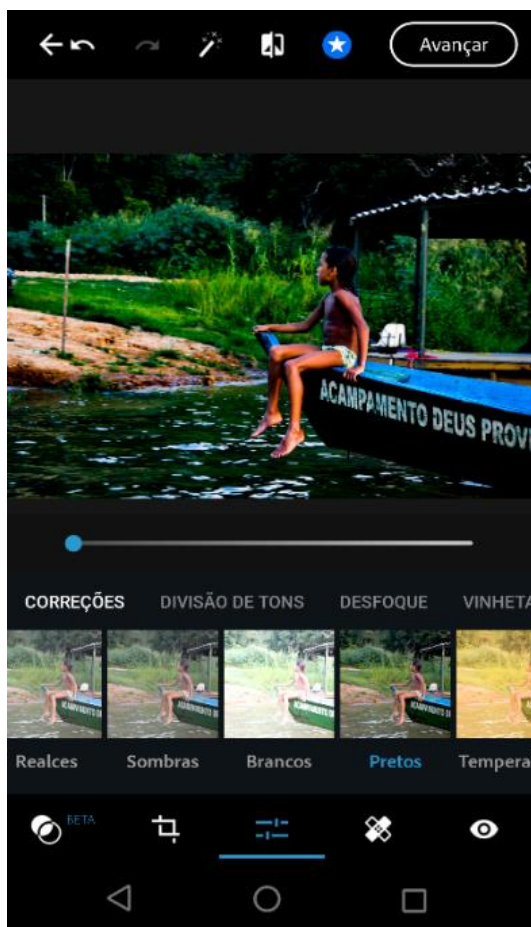 Avançar
ACAMPAMENTO DEUS PROV
CORREÇÕES DIVISÃO DE TONS DESFOQUE VINHETA
Realces Sombras Brancos Pretos Tempera
BETA